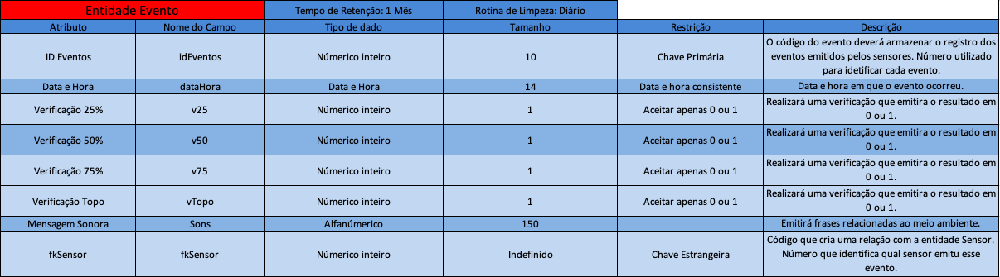 Entidade Evento Tempo de Retenção: 1 Mês Rotina de Limpeza: Diário
Atributo Nome do Campo Tipo de dado Tamanho Restrição Descrição
ID Eventos idEventos Númerico inteiro 10 Chave Primária O código do evento deverá armazenar o registro dos
eventos emitidos pelos sensores. Número utilizado
para idetificar cada evento.
Data e Hora dataHora Data e Hora 14 Data e hora consistente Data e hora em que o evento ocorreu.
Verificação 25% v25 Númerico inteiro 1 Aceitar apenas 0 ou 1 Realizará uma verificação que emitira o resultado em
0 ou 1.
Verificação 50% v50 Númerico inteiro 1 Aceitar apenas 0 ou 1 Realizará uma verificação que emitira o resultado em
0 ou 1.
Verificação 75% v75 Númerico inteiro 1 Aceitar apenas 0 ou 1 Realizará uma verificação que emitira o resultado em
0 ou 1.
Verificação Topo vTopo Númerico inteiro 1 Aceitar apenas 0 ou 1 Realizará uma verificação que emitira o resultado em
0 ou 1.
Mensagem Sonora Sons Alfanúmerico 150 Emitirá frases relacionadas ao meio ambiente.
fkSensor fkSensor Númerico inteiro Indefinido Chave Estrangeira Código que cria uma relação com a entidade Sensor.
Número que identifica qual sensor emitu esse
evento.